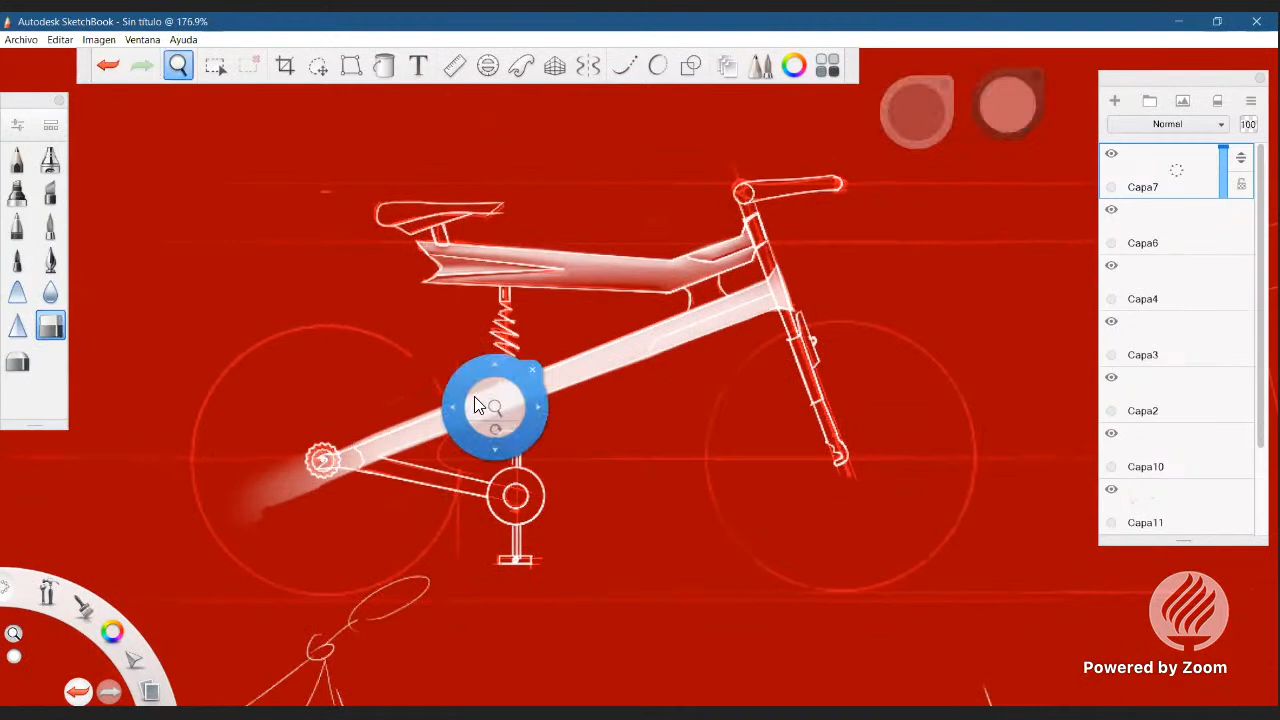 Autodesk SketchBook - Sin título @ 176.9%
Archivo Editar Imagen Ventana Ayuda
T
Normal
100
Capa7
Capa6
Capa4
Capa3
Capa2
Capa10
Capa11
Powered by Zoom